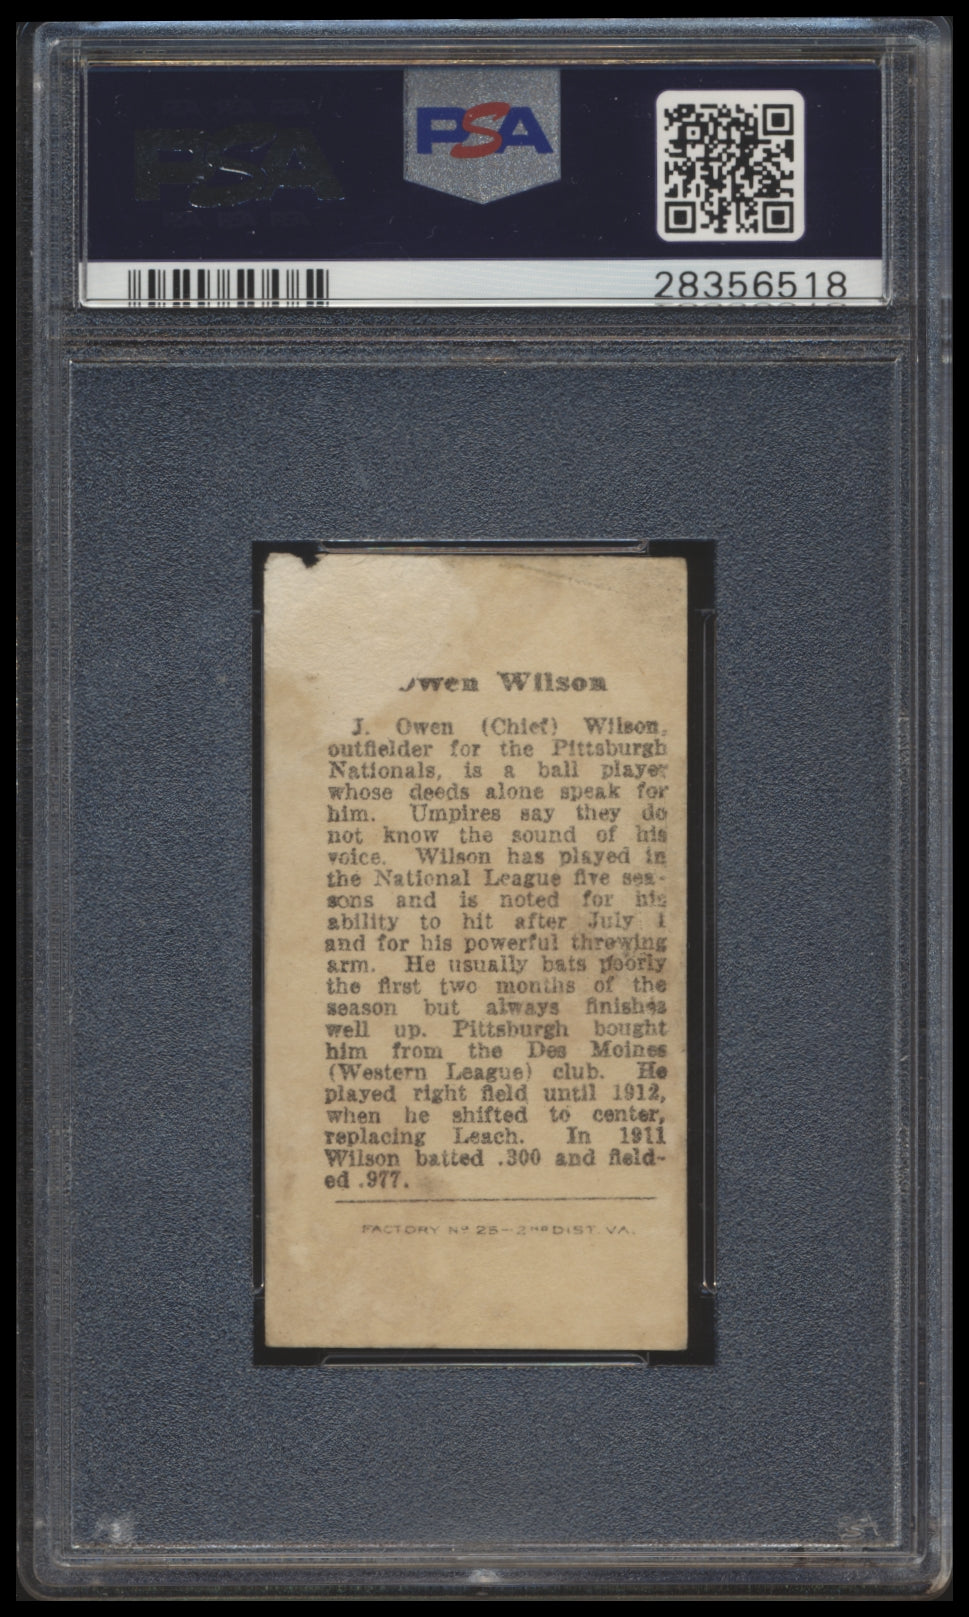 PSA
PSA
28356518
Owen Wilson
J. Owen (Chief) Wilson,
outfielder for the Pittsburgh
Nationals, is a ball player
whose deeds alone speak for
him. Umpires say they do
not know the sound of his
voice. Wilson has played in
the National League five sea-
sons and is noted for his
ability to hit after July 1
and for his powerful throwing
arm. He usually bats poorly
the first two months of the
season but always finishes
well up. Pittsburgh bought
him from the Des Moines
(Western League) club. He
played right field until 1912,
when he shifted to center,
replacing Leach. In 1911
Wilson batted .300 and field-
ed .977.
FACTORY Nº 25-2ND DIST. VA.
PSA